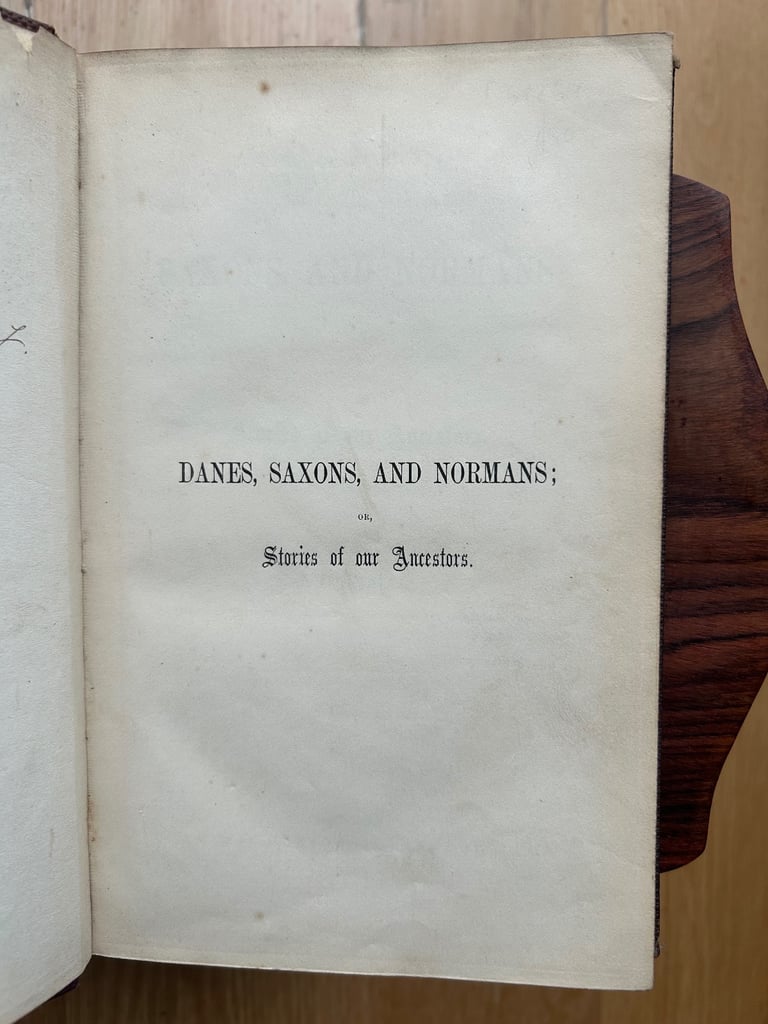 DANES, SAXONS, AND NORMANS;
OR,
Stories of our Ancestors.